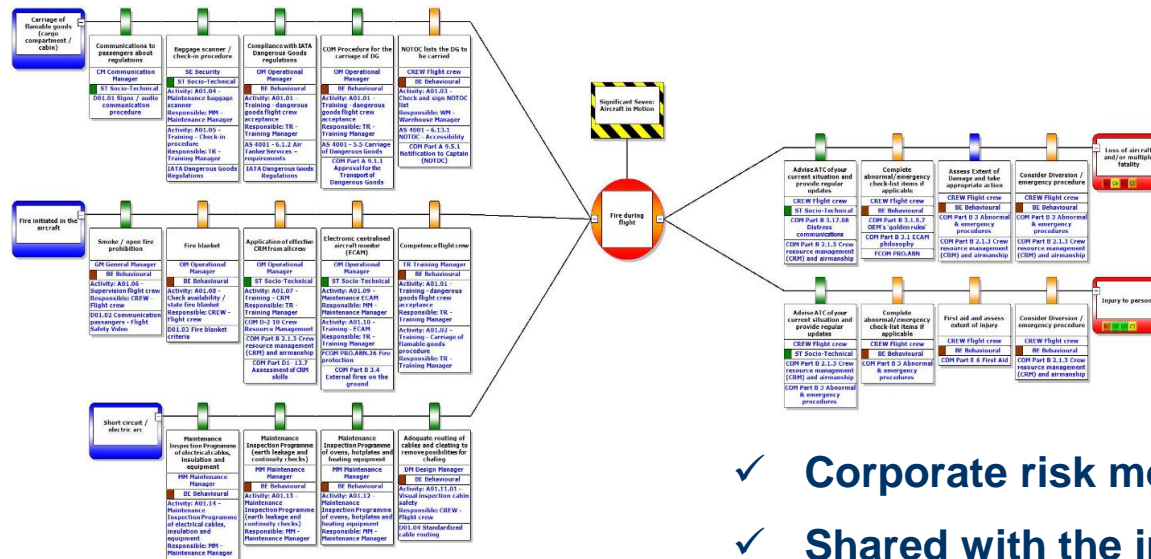 Carriage of
flamable goods
(cargo
compartment /
cabin)
Communications to
passengers about
regulations
CM Communication
Manager
ST Socio-Technical
D01.01 Signs / audio
communication
procedure
Baggage scanner /
check-in procedure
SE Security
ST Socio-Technical
Activity: A01.04 -
Maintenance baggage
scanner
Responsible: MM -
Maintenance Manager
Activity: A01.05 -
Training - Check-in
procedure
Responsible: TR -
Training Manager
IATA Dangerous Goods
Regulations
Compliance with IATA
Dangerous Goods
regulations
OM Operational
Manager
BE Behavioural
Activity: A01.01 -
Training - dangerous
goods flight crew
acceptance
Responsible: TR -
Training Manager
AS 4001 - 6.1.2 Air
Tanker Services -
requirements
IATA Dangerous Goods
Regulations
COM Procedure for the
carriage of DG
OM Operational
Manager
BE Behavioural
Activity: A01.01 -
Training - dangerous
goods flight crew
acceptance
Responsible: TR -
Training Manager
AS 4001 - 5.5 Carriage
of Dangerous Goods
COM Part A 9.1.1
Approval for the
Transport of
Dangerous Goods
NOTOC lists the DG to
be carried
CREW Flight crew
BE Behavioural
Activity: A01.03 -
Check and sign NOTOC
list
Responsible: WM -
Warehouse Manager
AS 4001 - 6.13.1
NOTOC - Accessibility
COM Part A 9.5.1
Notification to Captain
(NOTOC)
Fire initiated in the
aircraft
Smoke / open fire
prohibition
GM General Manager
BE Behavioural
Activity: A01.06 -
Supervision flight crew
Responsible: CREW -
Flight crew
D01.02 Communication
passengers - Flight
Safety Video
Fire blanket
OM Operational
Manager
BE Behavioural
Activity: A01.08 -
Check availability /
state fire blanket
Responsible: CREW -
Flight crew
D01.03 Fire blanket
criteria
Application of effective
CRM from all crew
OM Operational
Manager
ST Socio-Technical
Activity: A01.07 -
Training - CRM
Responsible: TR -
Training Manager
COM D-2 10 Crew
Resource Management
COM Part B 2.1.3 Crew
resource management
(CRM) and airmanship
COM Part D1- 13.7
Assessment of CRM
skills
Electronic centralised
aircraft monitor
(ECAM)
OM Operational
Manager
ST Socio-Technical
Activity: A01.09 -
Maintenance ECAM
Responsible: MM -
Maintenance Manager
Activity: A01.10 -
Training - ECAM
Responsible: TR -
Training Manager
FCOM PRO.ABN.26 Fire
protection
COM Part B 3.4
External fires on the
ground
Competence flight crew
TR Training Manager
BE Behavioural
Activity: A01.01 -
Training - dangerous
goods flight crew
acceptance
Responsible: TR -
Training Manager
Activity: A01.02 -
Training - Carriage of
flamable goods
procedure
Responsible: TR -
Training Manager
Short circuit /
electric arc
Maintenance
Inspection Programme
of electrical cables,
insulation and
equipment
MM Maintenance
Manager
BE Behavioural
Activity: A01.14 -
Maintenance
Inspection Programme
of electrical cables,
insulation and
equipment
Responsible: MM -
Maintenance Manager
Maintenance
Inspection Programme
(earth leakage and
continuity checks)
MM Maintenance
Manager
BE Behavioural
Activity: A01.13 -
Maintenance
Inspection Programme
(earth leakage and
continuity checks)
Responsible: MM -
Maintenance Manager
Maintenance
Inspection Programme
of ovens, hotplates and
heating equipment
MM Maintenance
Manager
BE Behavioural
Activity: A01.12 -
Maintenance
Inspection Programme
of ovens, hotplates and
heating equipment
Responsible: MM -
Maintenance Manager
Adequate routing of
cables and cleating to
remove possibilities for
chafing
DM Design Manager
BE Behavioural
Activity: A01.11.01 -
Visual inspection cabin
safety
Responsible: CREW -
Flight crew
D01.04 Standardized
cable routing
Significant Seven:
Aircraft in Motion
Fire during
flight
Advise ATC of your
current situation and
provide regular
updates
CREW Flight crew
ST Socio-Technical
COM Part B 3.17.08
Distress
communications
COM Part B 2.1.3 Crew
resource management
(CRM) and airmanship
Complete
abnormal/emergency
check-list items if
applicable
CREW Flight crew
BE Behavioural
COM Part B 3.1.5.7
OEM's 'golden rules'
COM Part B 3.1 ECAM
philosophy
FCOM PRO.ABN
Assess Extent of
Damage and take
appropriate action
CREW Flight crew
BE Behavioural
COM Part B 3 Abnormal
& emergency
procedures
COM Part B 2.1.3 Crew
resource management
(CRM) and airmanship
Consider Diversion /
emergency procedure
CREW Flight crew
BE Behavioural
COM Part B 3 Abnormal
& emergency
procedures
COM Part B 2.1.3 Crew
resource management
(CRM) and airmanship
Loss of aircraft
and/or multiple
fatality
Advise ATC of your
current situation and
provide regular
updates
CREW Flight crew
ST Socio-Technical
COM Part B 2.1.3 Crew
resource management
(CRM) and airmanship
COM Part B 3 Abnormal
& emergency
procedures
Complete
abnormal/emergency
check-list items if
applicable
CREW Flight crew
BE Behavioural
COM Part B 3 Abnormal
& emergency
procedures
First aid and assess
extent of injury
CREW Flight crew
BE Behavioural
COM Part E 6 First Aid
Consider Diversion /
emergency procedure
CREW Flight crew
BE Behavioural
COM Part B 2.1.3 Crew
resource management
(CRM) and airmanship
Injury to person
✓ Corporate risk
✓ Shared with the